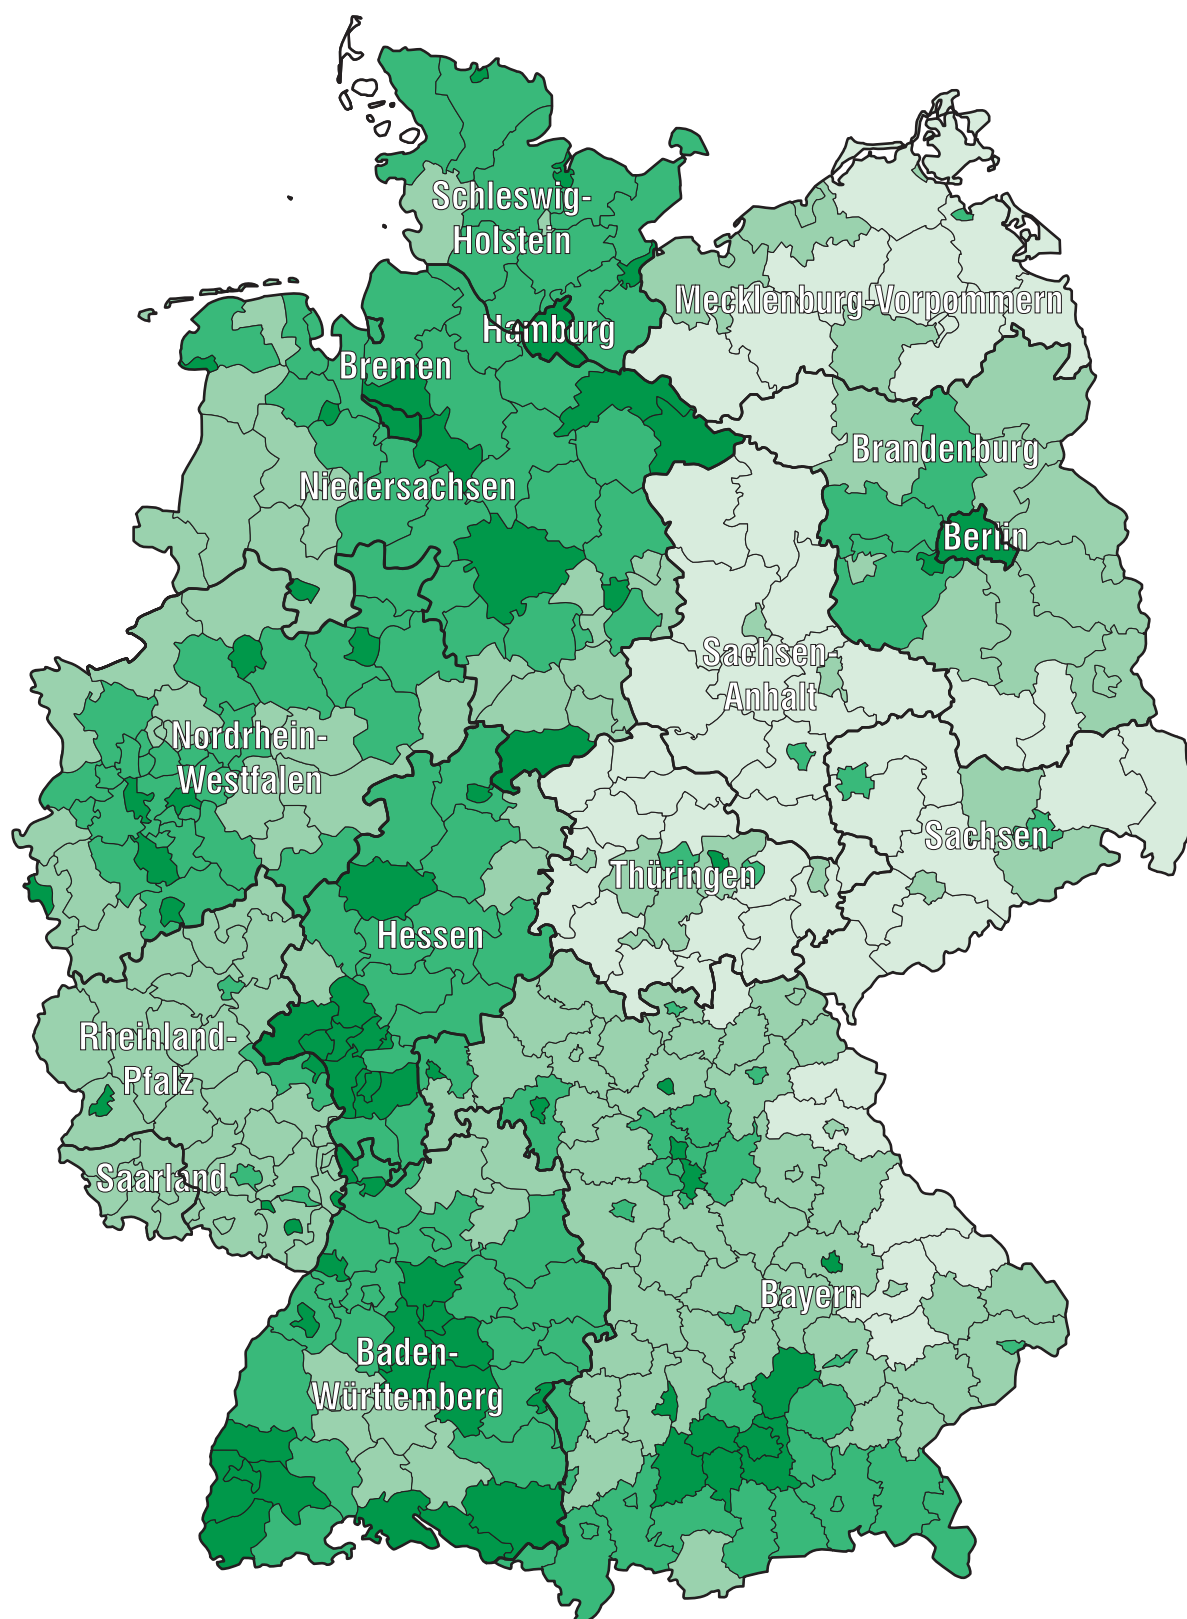 Schleswig-
Holstein
Mecklenburg-Vorpommern
Hamburg
Bremen
Brandenburg
Niedersachsen
Berlin
Sachsen-
Anhalt
Nordrhein-
Westfalen
Sachsen
Thüringen
Hessen
Rheinland-
Pfalz
Saarland
Bayern
Baden-
Württemberg